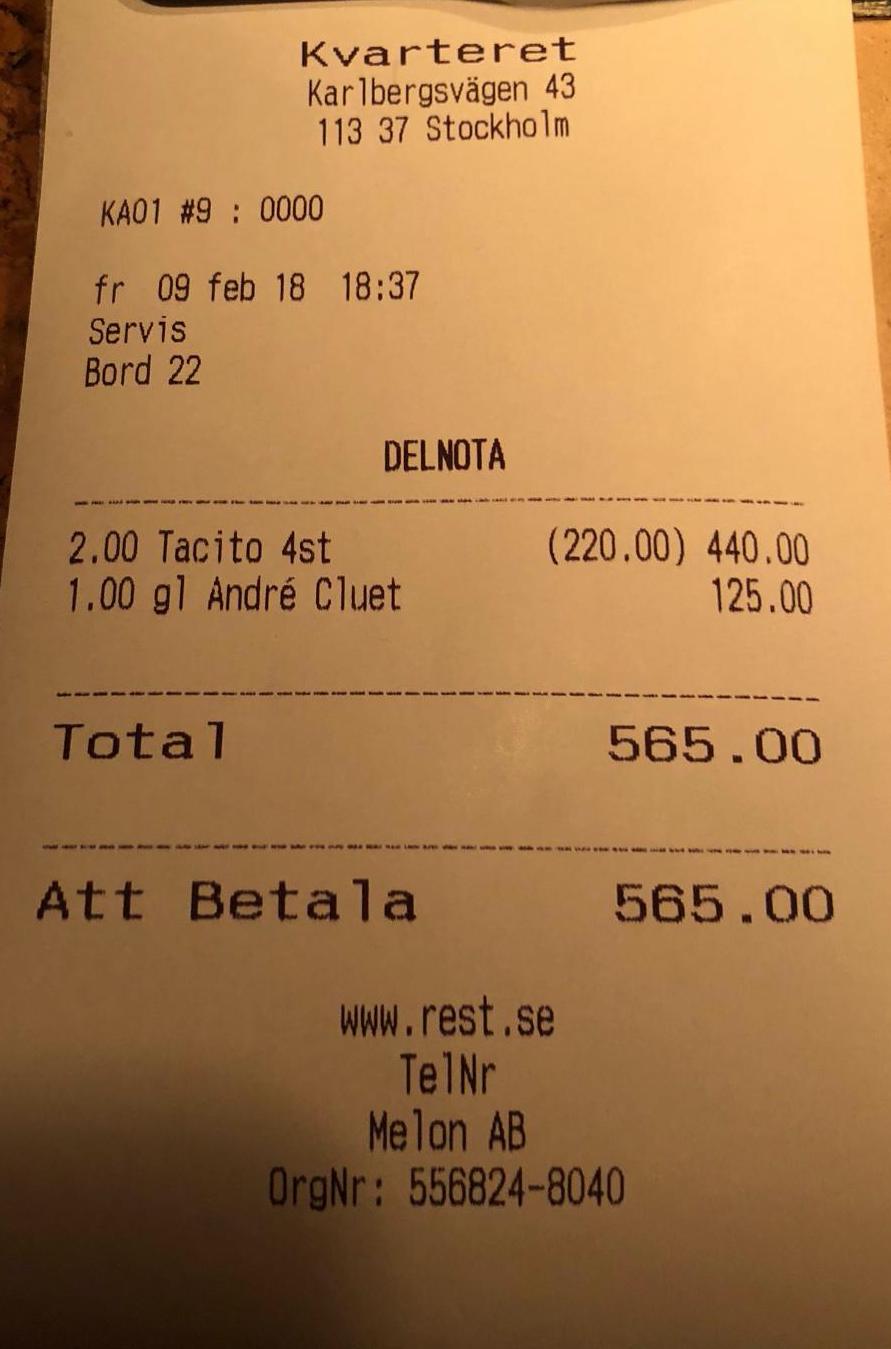 Kvarteret
Karlbergsvägen 43
113 37 Stockholm
KA01 #9 : 0000
fr 09 feb 18 18:37
Servis
Bord 22
DELNOTA
2.00 Tacito 4st (220.00) 440.00
1.00 gl André Cluet 125.00
Total 565.00
Att Betala 565.00
www.rest.se
TelNr
Melon AB
OrgNr: 556824-8040